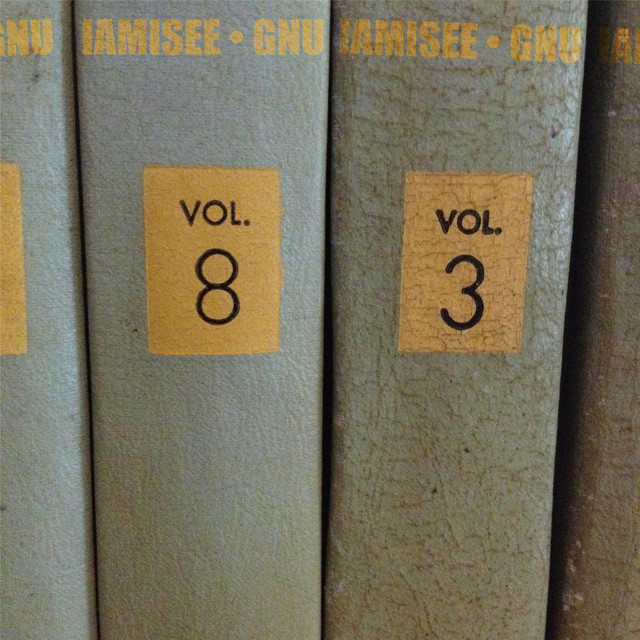 GNU
IAMISEE • GNU
VOL.
8
IAMISEE • GNU
VOL.
3